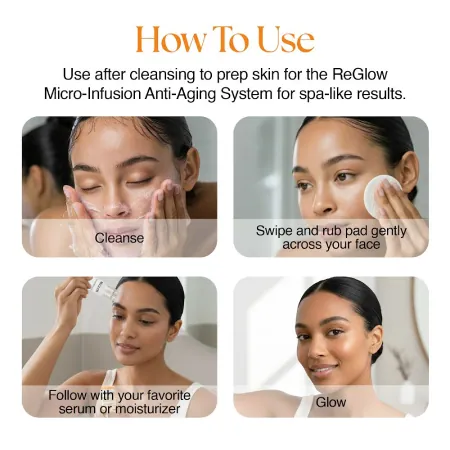 How To Use
Use after cleansing to prep skin for the ReGlow
Micro-Infusion Anti-Aging System for spa-like results.
Cleanse
Swipe and rub pad gently
across your face
Follow with your favorite
serum or moisturizer
Glow